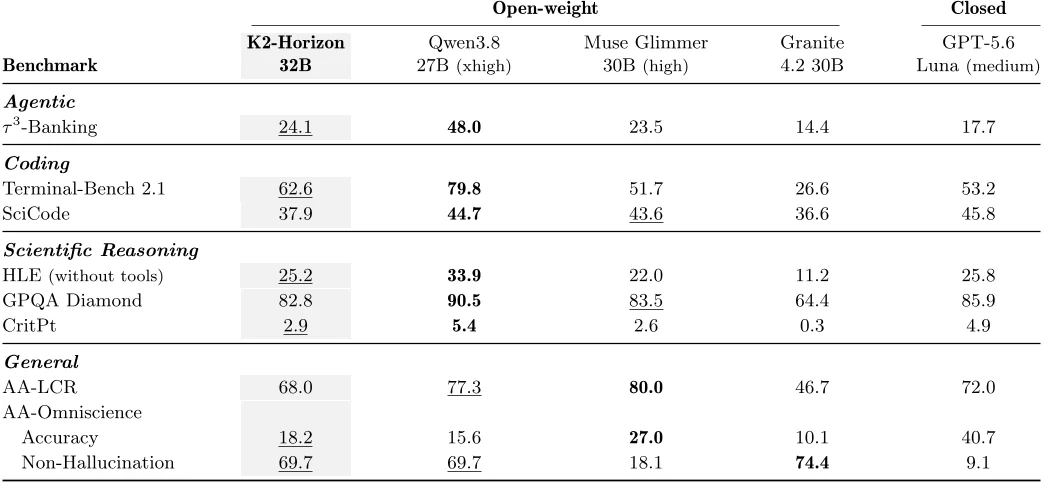 Open-weight Closed
K2-Horizon Qwen3.8 Muse Glimmer Granite GPT-5.6
Benchmark 32B 27B (xhigh) 30B (high) 4.2 30B Luna (medium)
Agentic
τ³-Banking 24.1 48.0 23.5 14.4 17.7
Coding
Terminal-Bench 2.1 62.6 79.8 51.7 26.6 53.2
SciCode 37.9 44.7 43.6 36.6 45.8
Scientific Reasoning
HLE (without tools) 25.2 33.9 22.0 11.2 25.8
GPQA Diamond 82.8 90.5 83.5 64.4 85.9
CritPt 2.9 5.4 2.6 0.3 4.9
General
AA-LCR 68.0 77.3 80.0 46.7 72.0
AA-Omniscience
Accuracy 18.2 15.6 27.0 10.1 40.7
Non-Hallucination 69.7 69.7 18.1 74.4 9.1